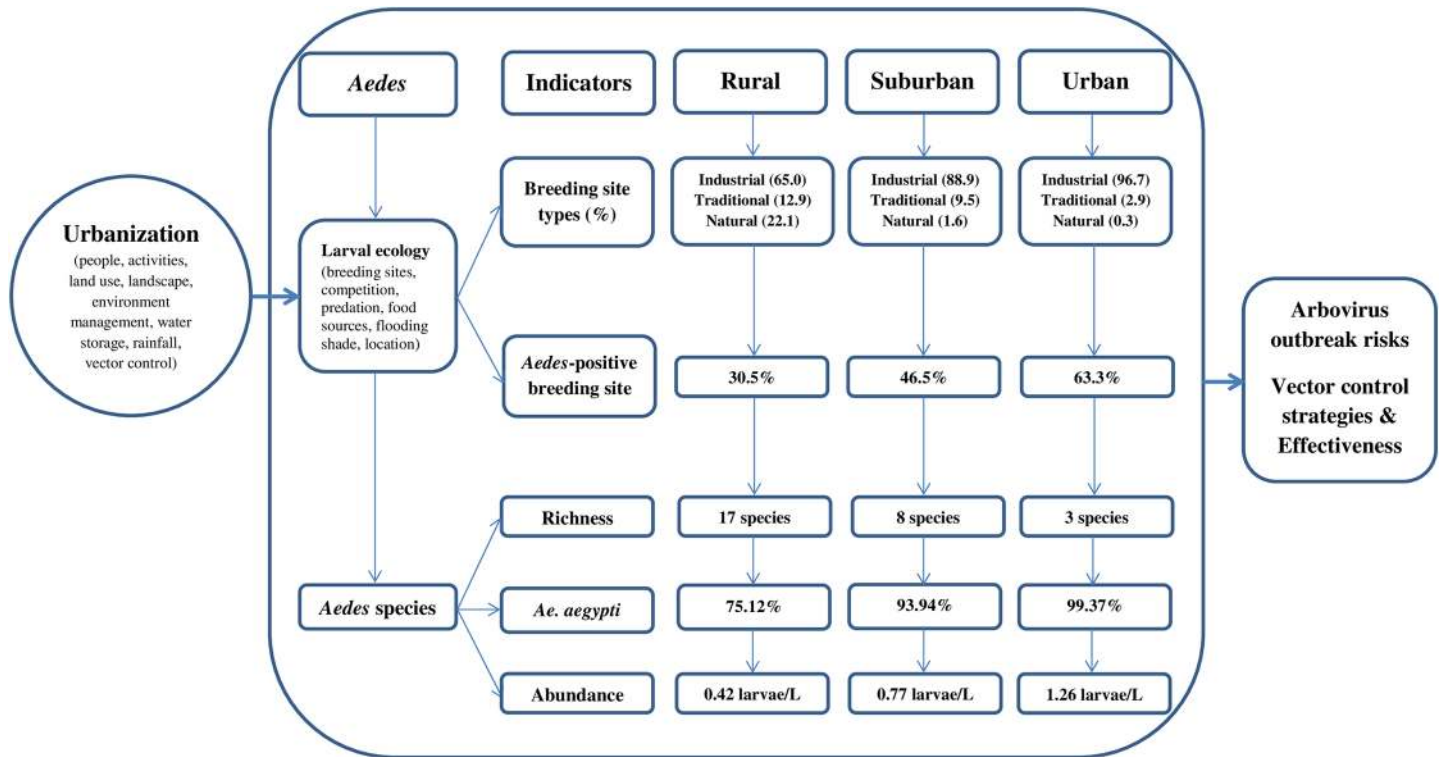 Urbanization
(people, activities,
land use, landscape,
environment
management, water
storage, rainfall,
vector control)
Aedes
Indicators
Rural
Suburban
Urban
Larval ecology
(breeding sites,
competition,
predation, food
sources, flooding
shade, location)
Breeding site
types (%)
Industrial (65.0)
Traditional (12.9)
Natural (22.1)
Industrial (88.9)
Traditional (9.5)
Natural (1.6)
Industrial (96.7)
Traditional (2.9)
Natural (0.3)
Aedes-positive
breeding site
30.5%
46.5%
63.3%
Aedes species
Richness
17 species
8 species
3 species
Ae. aegypti
75.12%
93.94%
99.37%
Abundance
0.42 larvae/L
0.77 larvae/L
1.26 larvae/L
Arbovirus
outbreak risks
Vector control
strategies &
Effectiveness